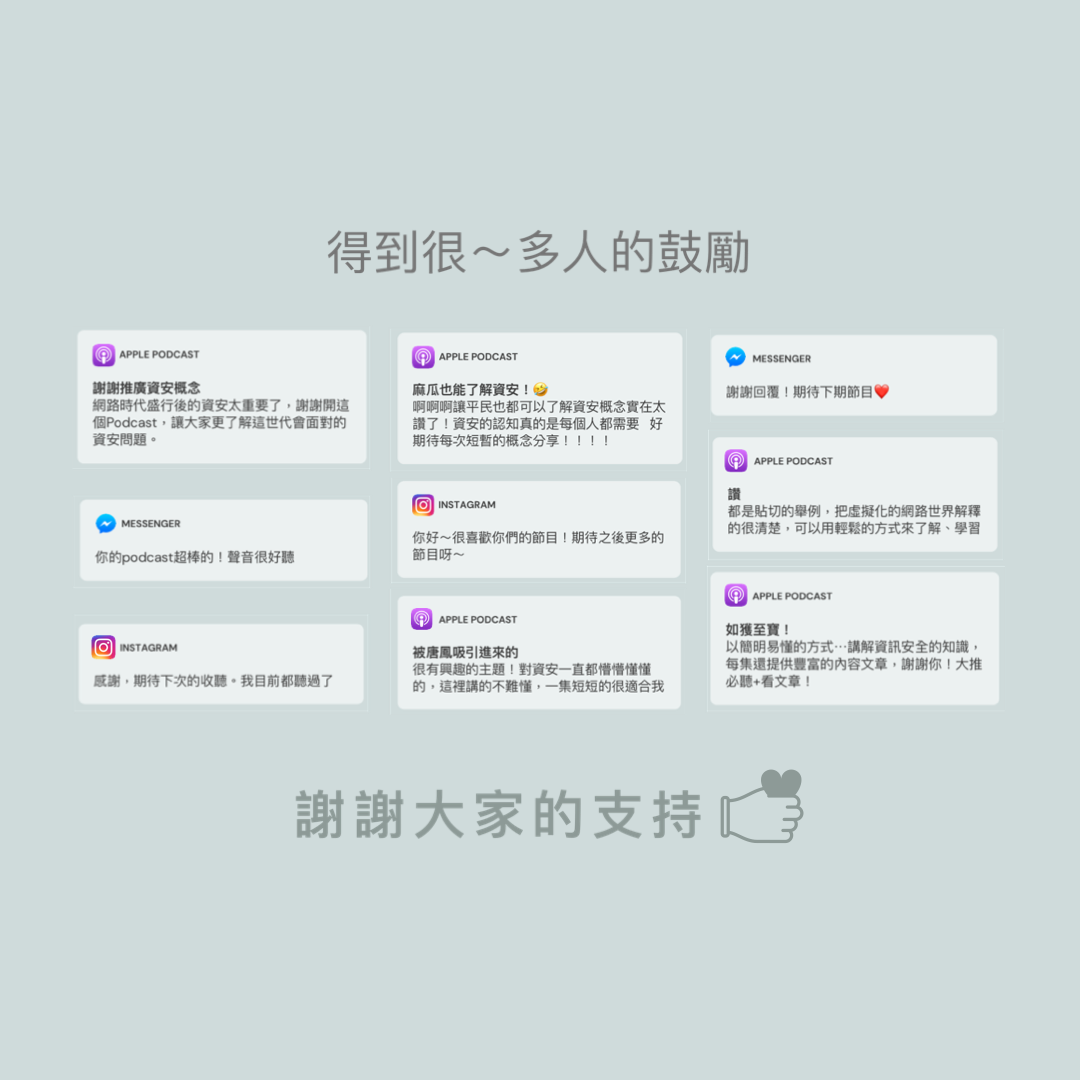 得到很～多人的鼓勵
APPLE PODCAST
謝謝推廣資安概念
網路時代盛行後的資安太重要了，謝謝開這
個Podcast，讓大家更了解這世代會面對的
資安問題。
MESSENGER
你的podcast超棒的！聲音很好聽
INSTAGRAM
感謝，期待下次的收聽。我目前都聽過了
APPLE PODCAST
麻瓜也能了解資安！🤣
啊啊啊讓平民也都可以了解資安概念實在太
讚了！資安的認知真的是每個人都需要 好
期待每次短暫的概念分享！！！！
INSTAGRAM
你好～很喜歡你們的節目！期待之後更多的
節目呀～
APPLE PODCAST
被唐鳳吸引進來的
很有興趣的主題！對資安一直都懵懵懂懂
的，這裡講的不難懂，一集短短的很適合我
MESSENGER
謝謝回覆！期待下期節目❤️
APPLE PODCAST
讚
都是貼切的舉例，把虛擬化的網路世界解釋
的很清楚，可以用輕鬆的方式來了解、學習
APPLE PODCAST
如獲至寶！
以簡明易懂的方式⋯講解資訊安全的知識，
每集還提供豐富的內容文章，謝謝你！大推
必聽+看文章！
謝謝大家的支持